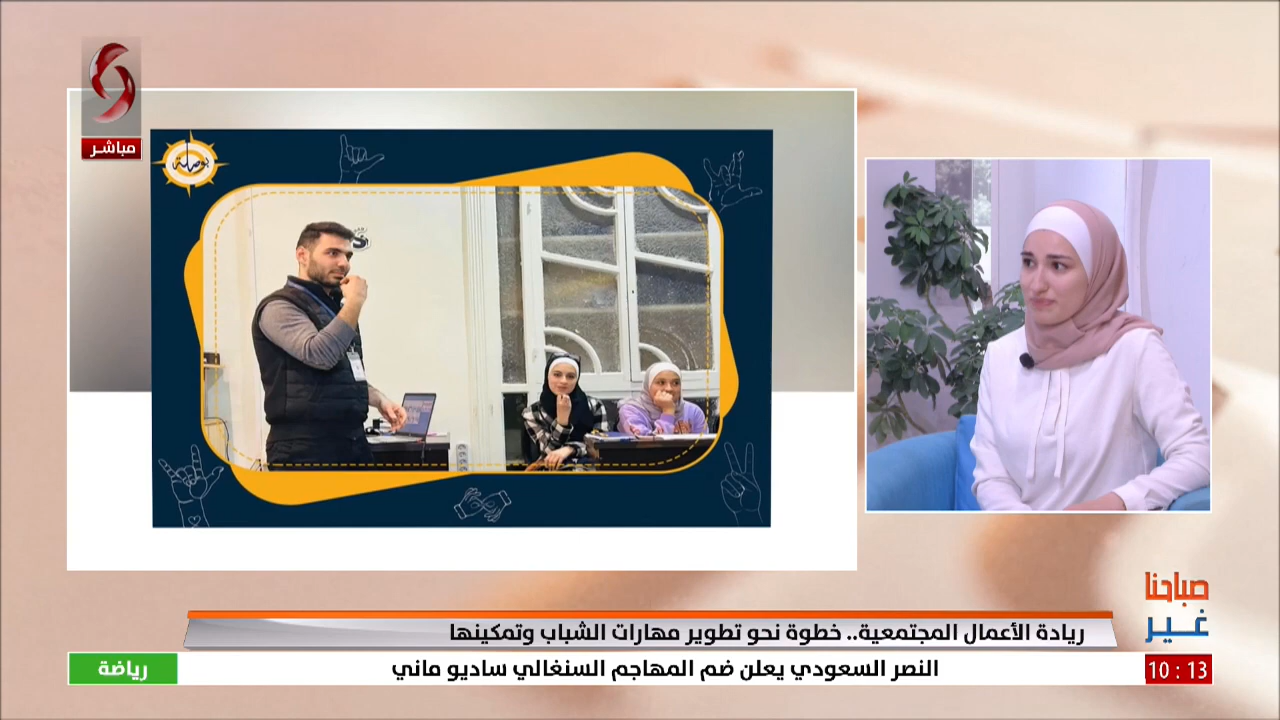 مباشر
بوصلة
صباحنا
غير
ريادة الأعمال المجتمعية.. خطوة نحو تطوير مهارات الشباب وتمكينها
10 : 13
النصر السعودي يعلن ضم المهاجم السنغالي ساديو ماني
رياضة